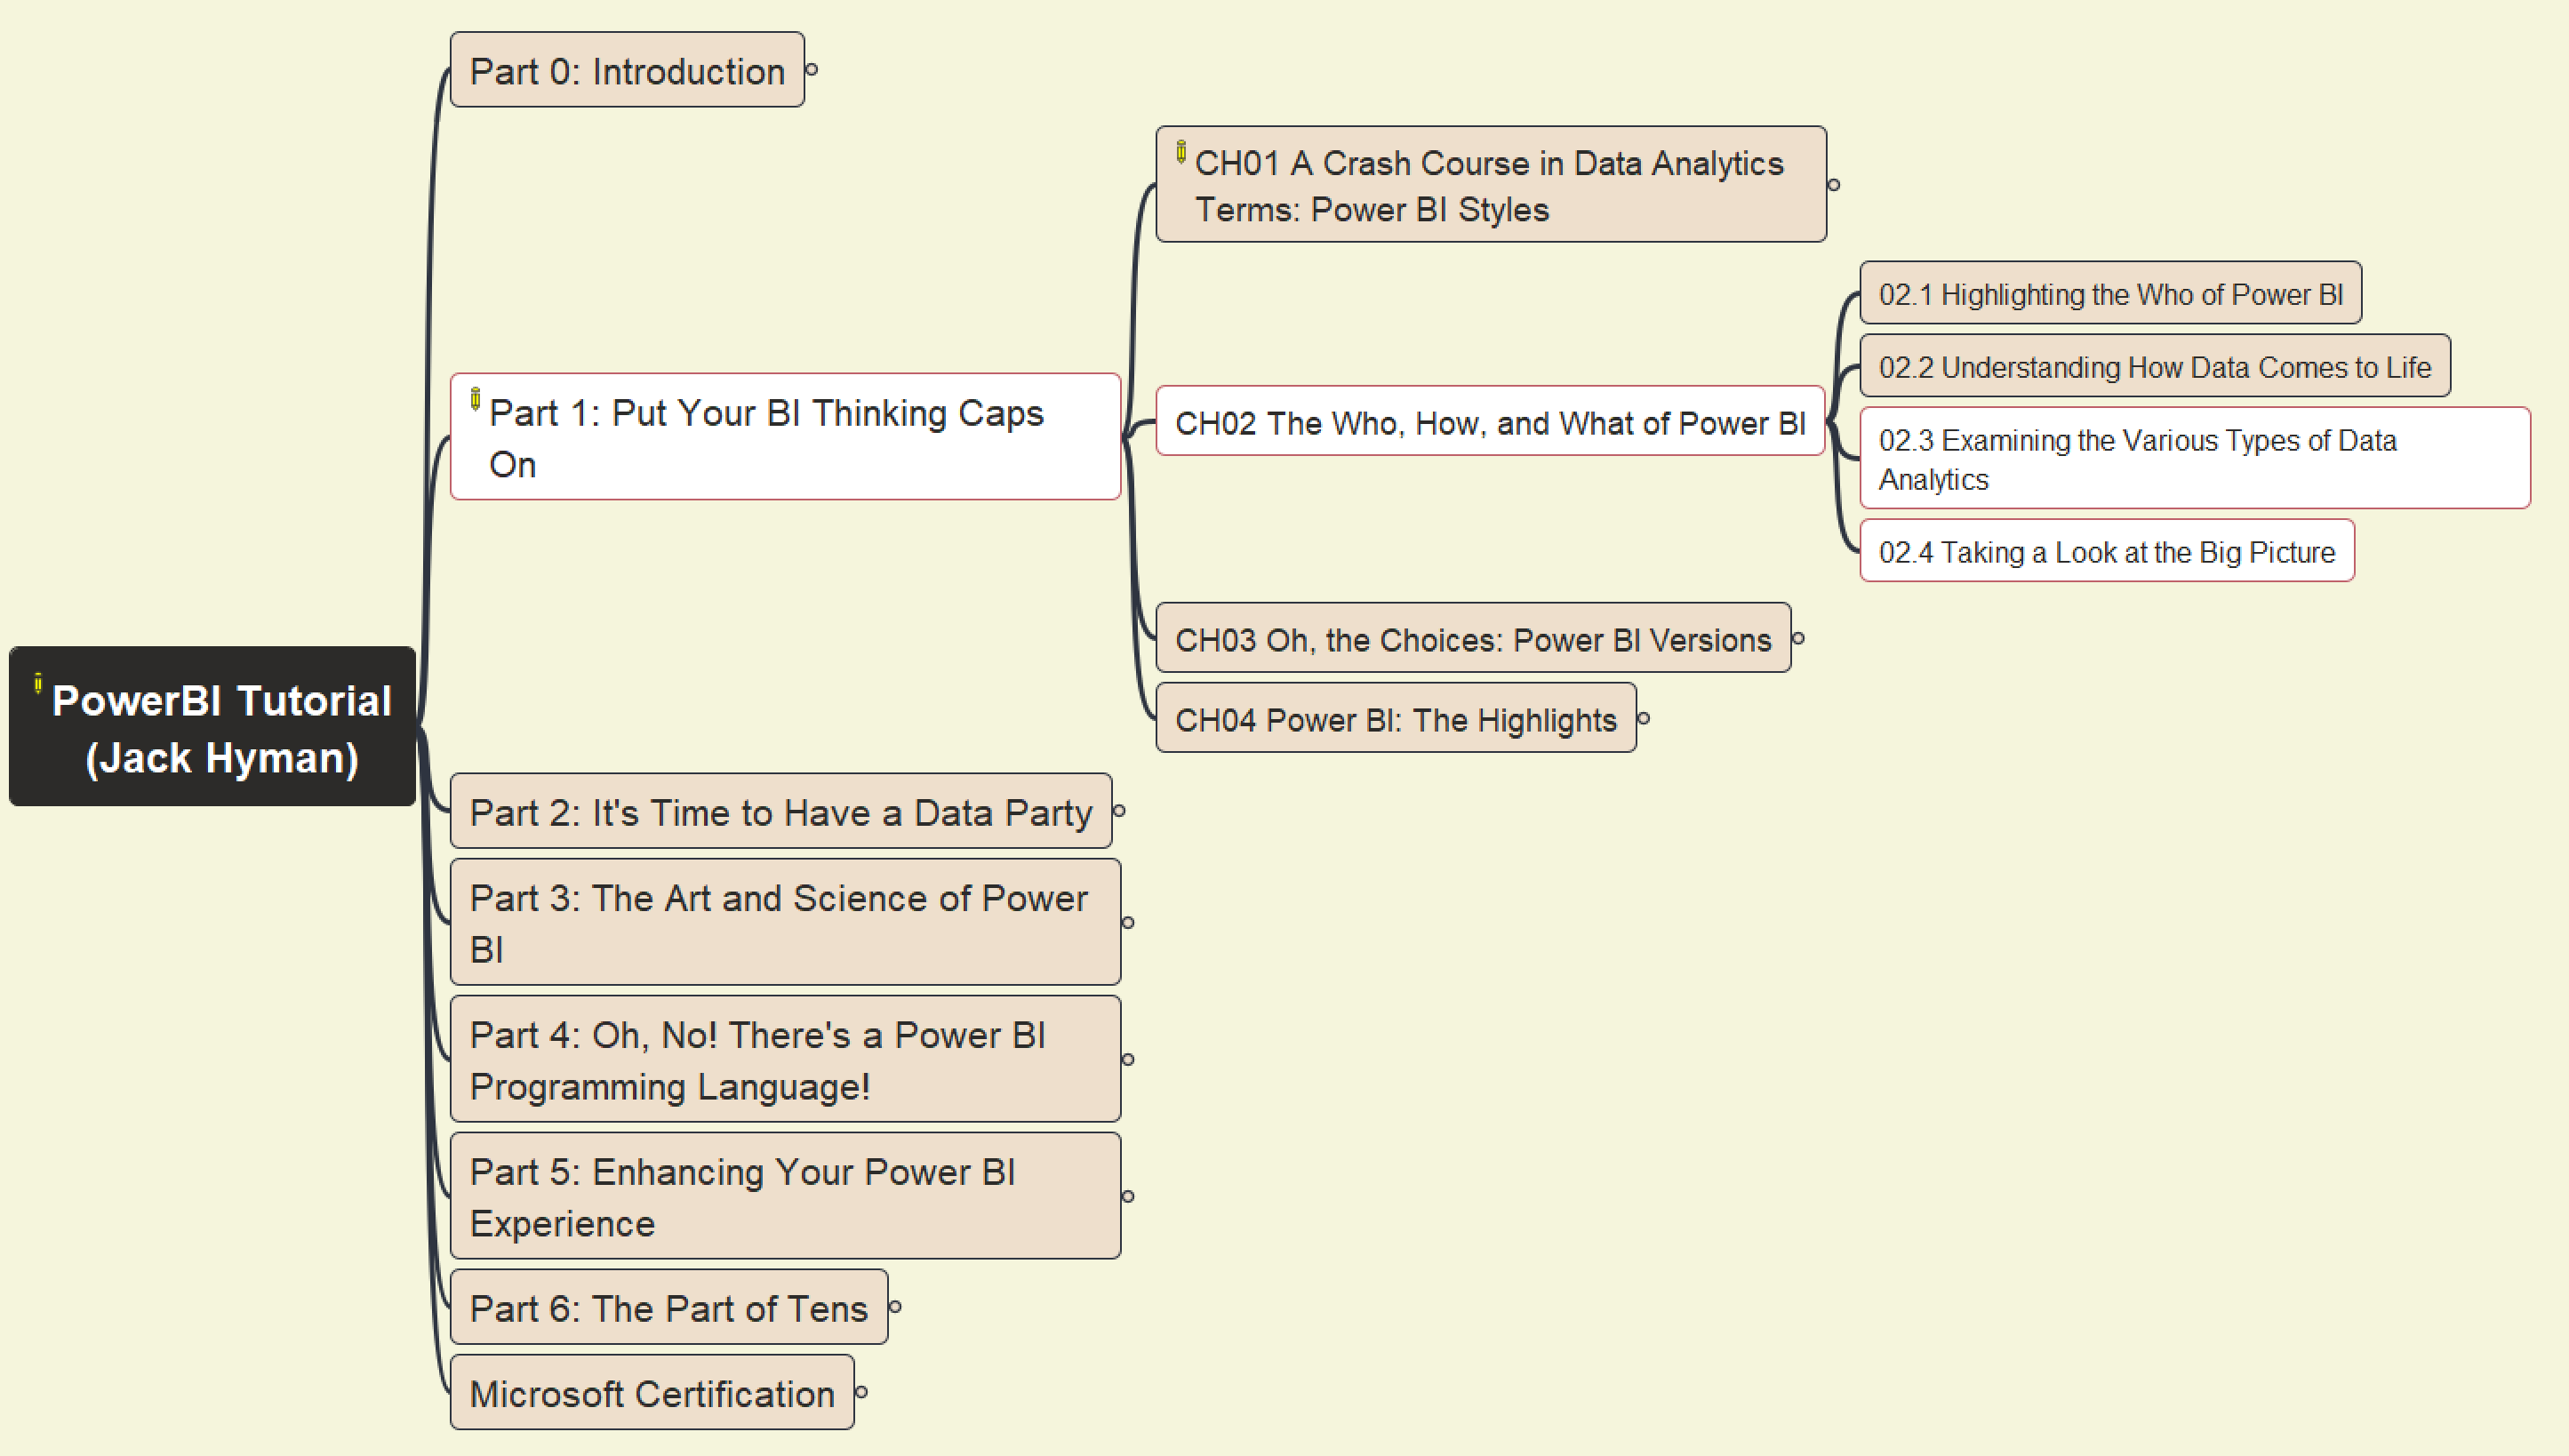 Part 0: Introduction
CH01 A Crash Course in Data Analytics
Terms: Power BI Styles
02.1 Highlighting the Who of Power BI
02.2 Understanding How Data Comes to Life
Part 1: Put Your BI Thinking Caps
On
CH02 The Who, How, and What of Power BI
02.3 Examining the Various Types of Data
Analytics
02.4 Taking a Look at the Big Picture
CH03 Oh, the Choices: Power BI Versions
CH04 Power BI: The Highlights
PowerBI Tutorial
(Jack Hyman)
Part 2: It's Time to Have a Data Party
Part 3: The Art and Science of Power
BI
Part 4: Oh, No! There's a Power BI
Programming Language!
Part 5: Enhancing Your Power BI
Experience
Part 6: The Part of Tens
Microsoft Certification